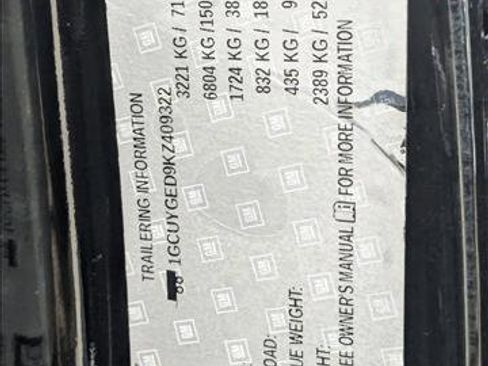 TRAILERING INFORMATION
1GCUYGED9KZ409322
3221 KG / 71
6804 KG /150
1724 KG / 38
832 KG / 18
435 KG / 9
2389 KG / 52
OAD:
UE WEIGHT:
HT:
EE OWNER'S MANUAL FOR MORE INFORMATION
GM